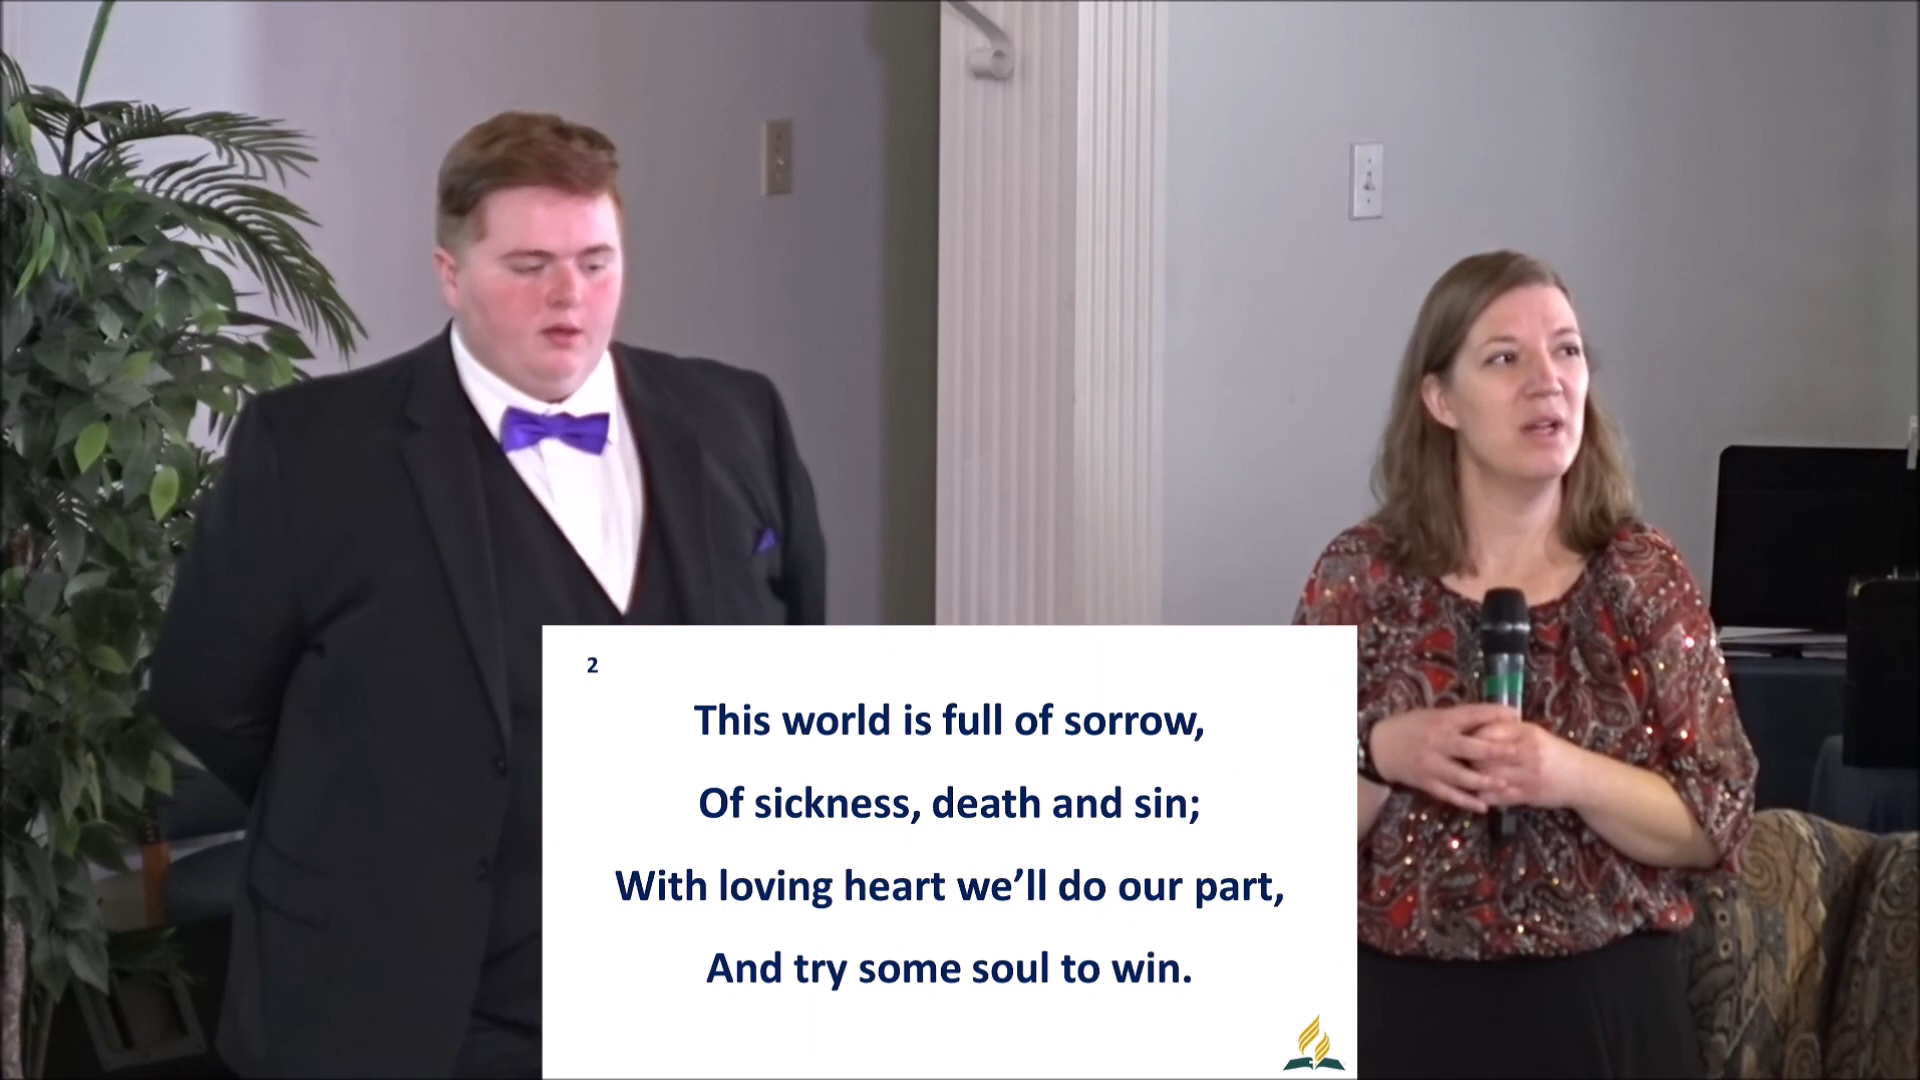 2
This world is full of sorrow,
Of sickness, death and sin;
With loving heart we’ll do our part,
And try some soul to win.